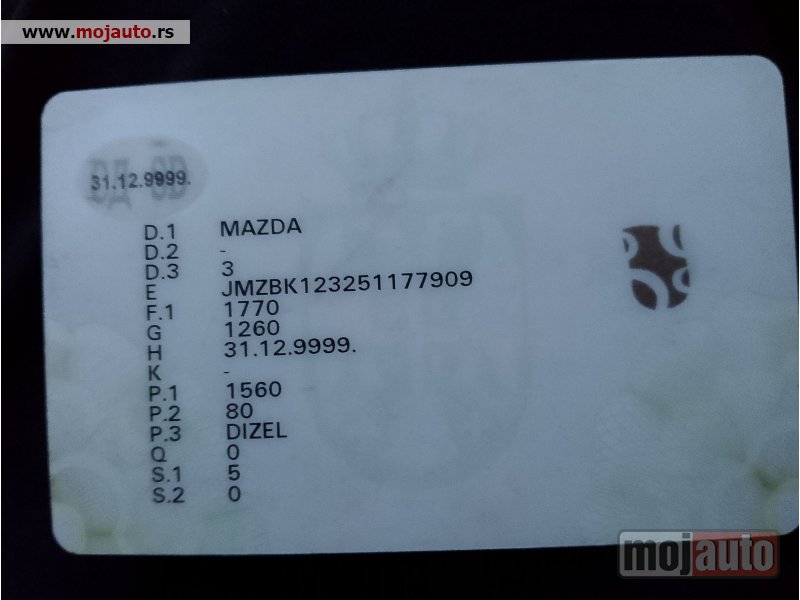 www.mojauto.rs
31.12.9999.
D.1 MAZDA
D.2 -
D.3 3
E JMZBK123251177909
F.1 1770
G 1260
H 31.12.9999.
K -
P.1 1560
P.2 80
P.3 DIZEL
Q 0
S.1 5
S.2 0
mojauto